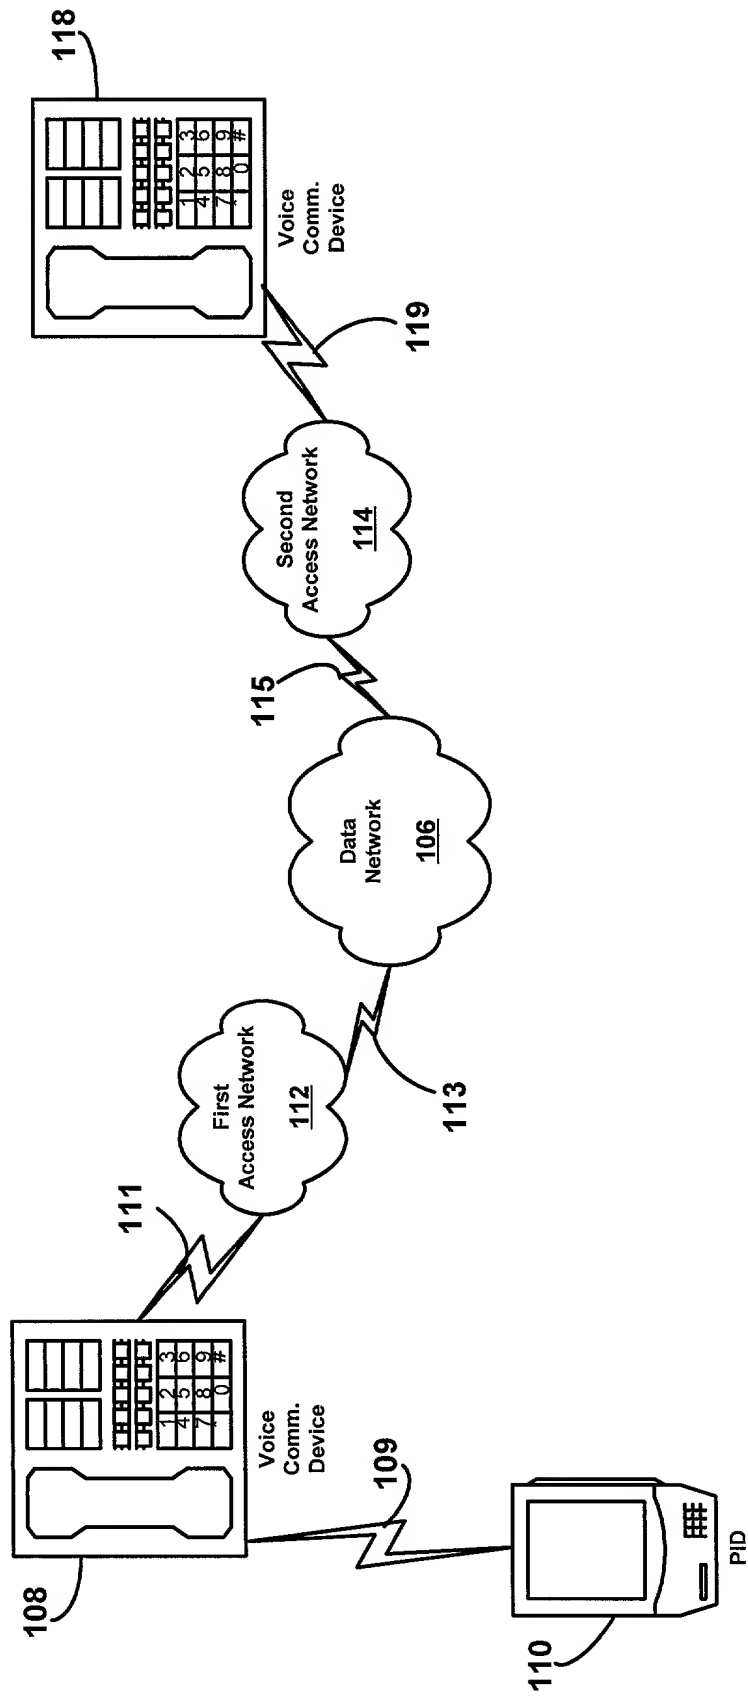 108
1 2 3
4 5 6
7 8 9
0 #
Voice
Comm.
Device
109
110
PID
111
First
Access Network
112
113
Data
Network
106
115
Second
Access Network
114
119
118
1 2 3
4 5 6
7 8 9
0 #
Voice
Comm.
Device